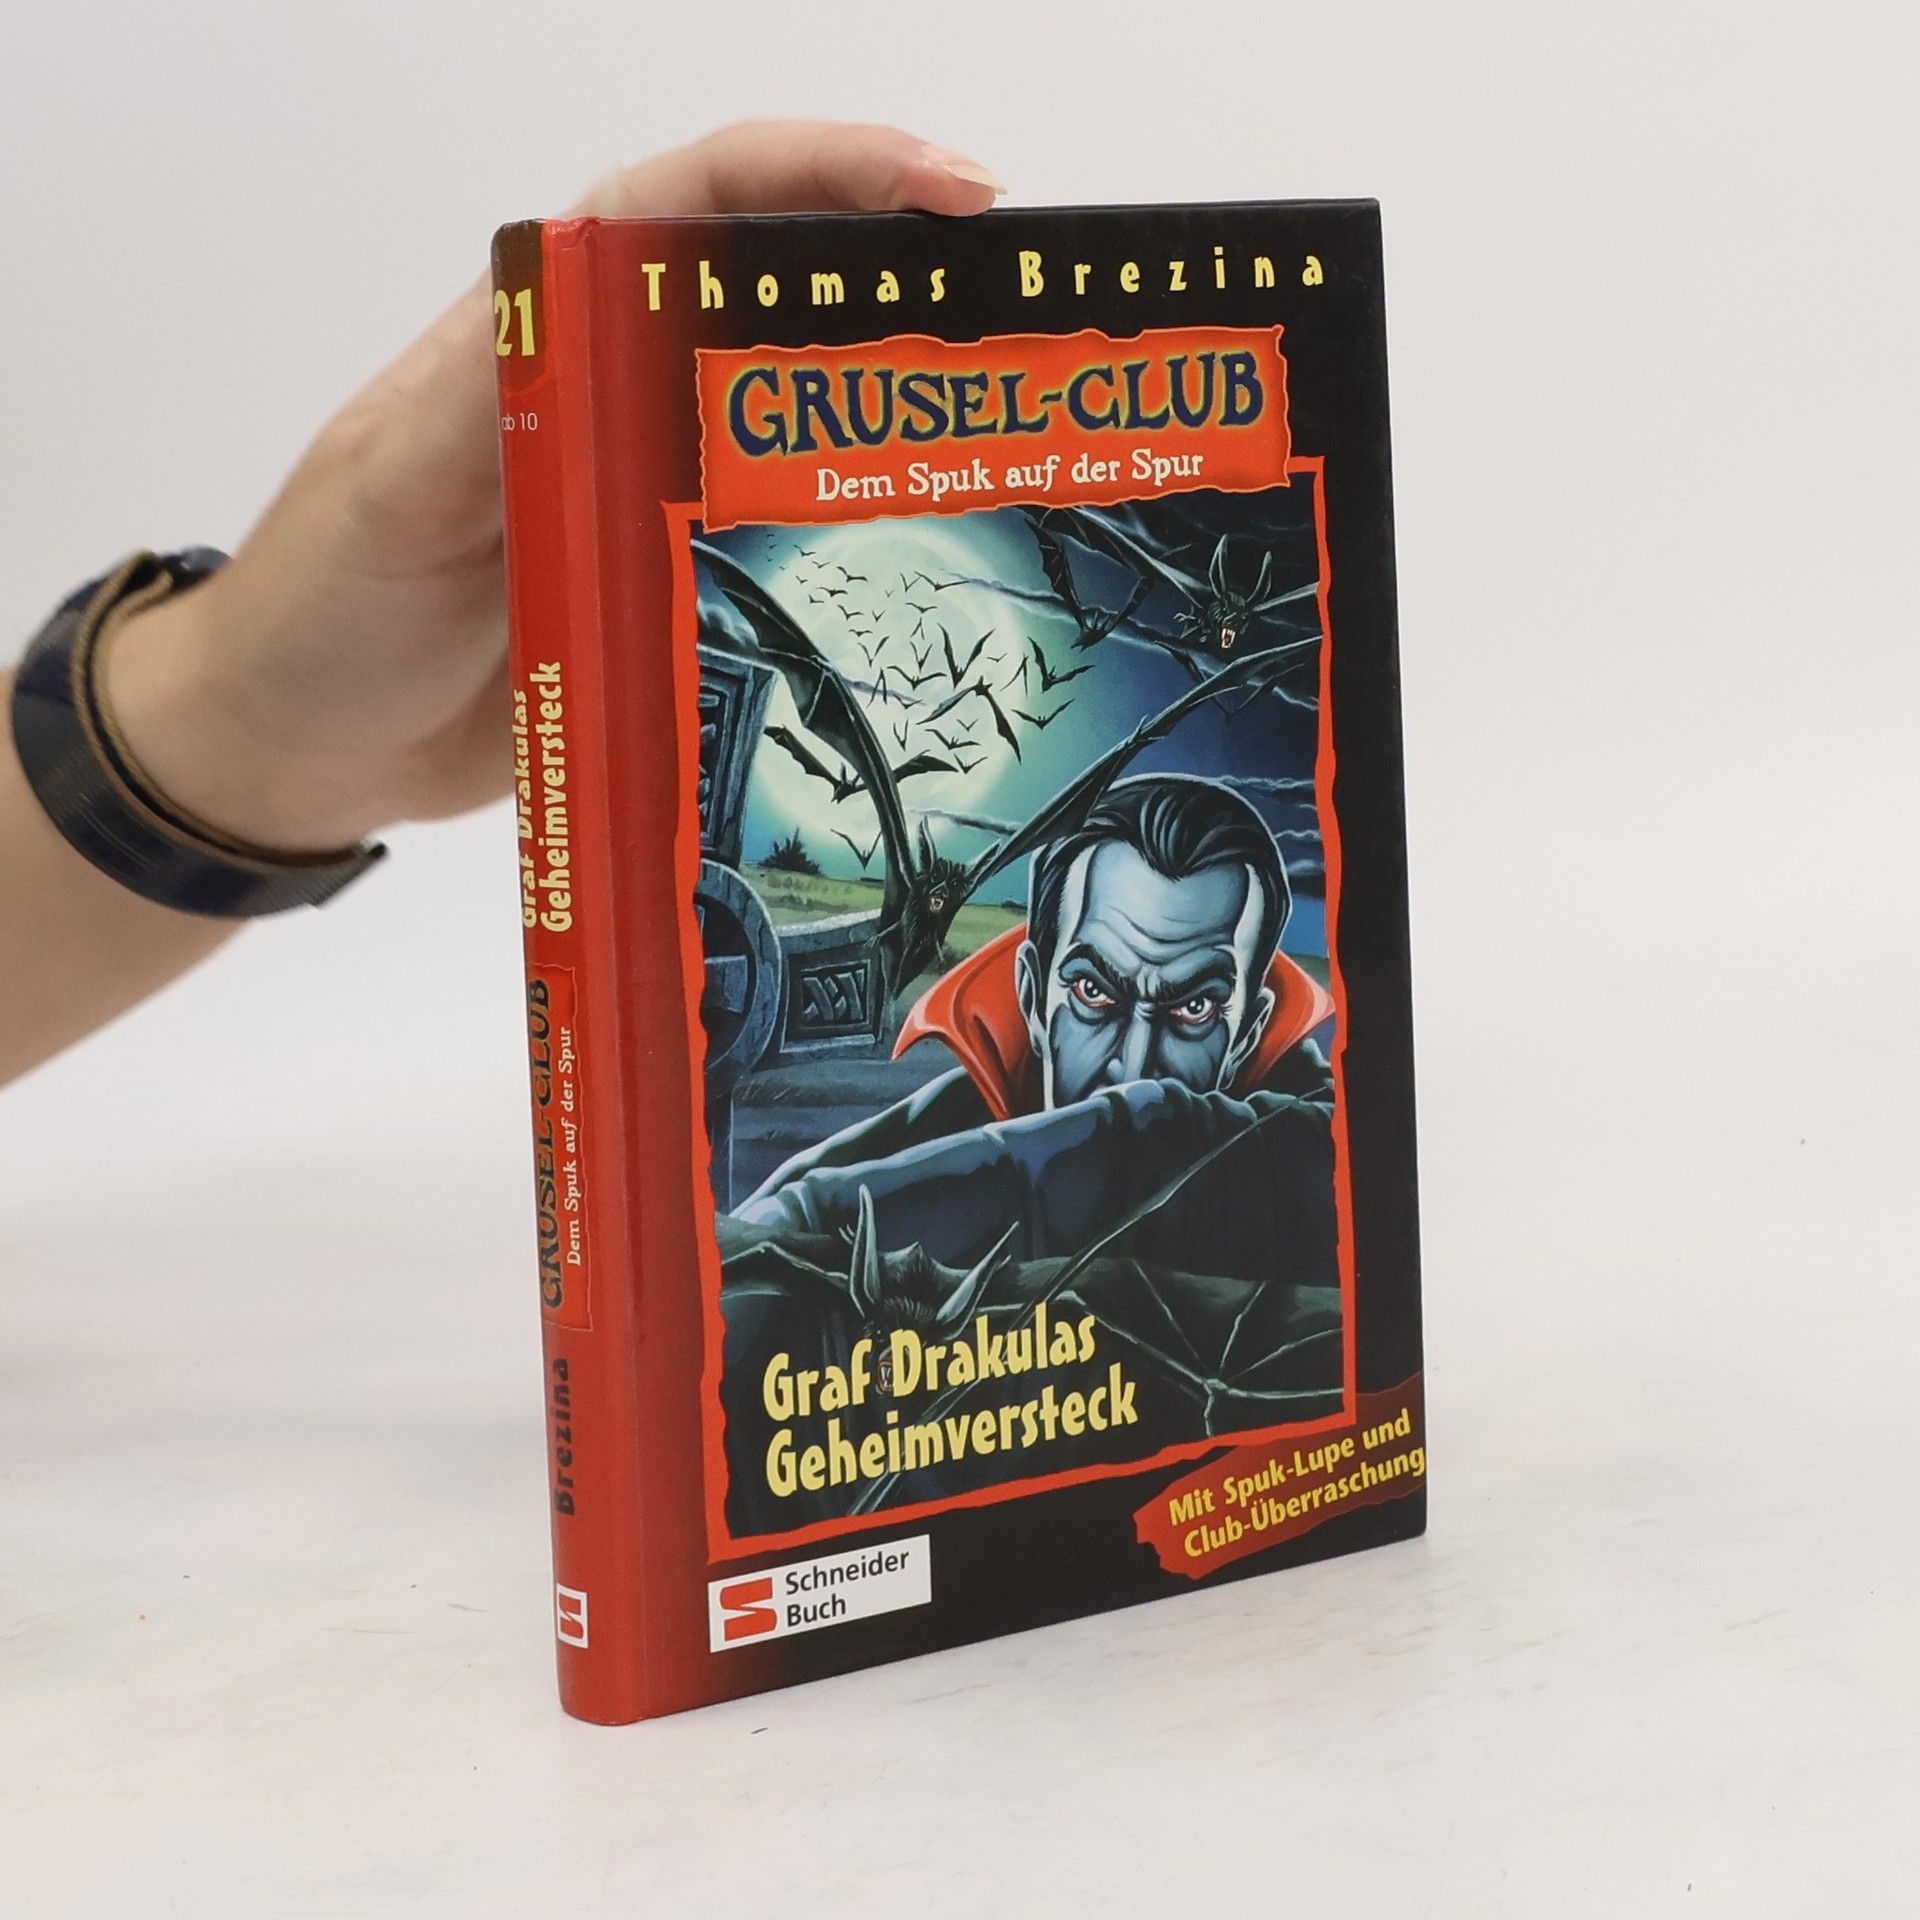 Thomas Brezina
GRUSEL-CLUB
Dem Spuk auf der Spur
Graf Drakulas
Geheimversteck
Mit Spuk-Lupe und
Club-Überraschung
Schneider
Buch
21
ab 10
Graf Drakulas
Geheimversteck
GRUSEL-CLUB
Dem Spuk auf der Spur
Brezina